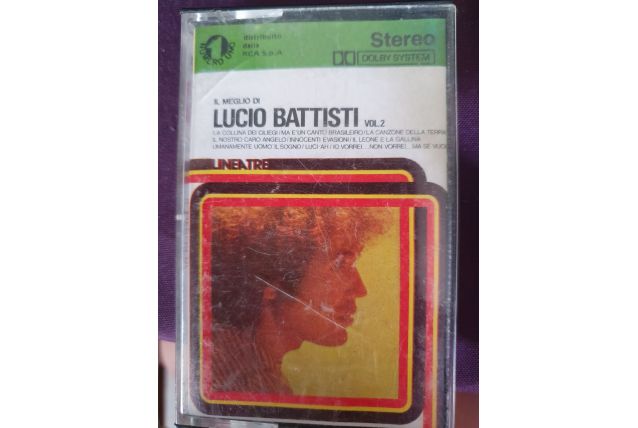 NUMERO UNO
distribuito
dalla
RCA S.p.A.
Stereo
DOLBY SYSTEM
IL MEGLIO DI
LUCIO BATTISTI VOL.2
LA COLLINA DEI CILIEGI/MA È UN CANTO BRASILEIRO/LA CANZONE DELLA TERRA
IL NOSTRO CARO ANGELO/INNOCENTI EVASIONI/IL LEONE E LA GALLINA
UMANAMENTE UOMO: IL SOGNO/LUCI-AH/IO VORREI...NON VORREI...MA SE VUOI
LINEATRE